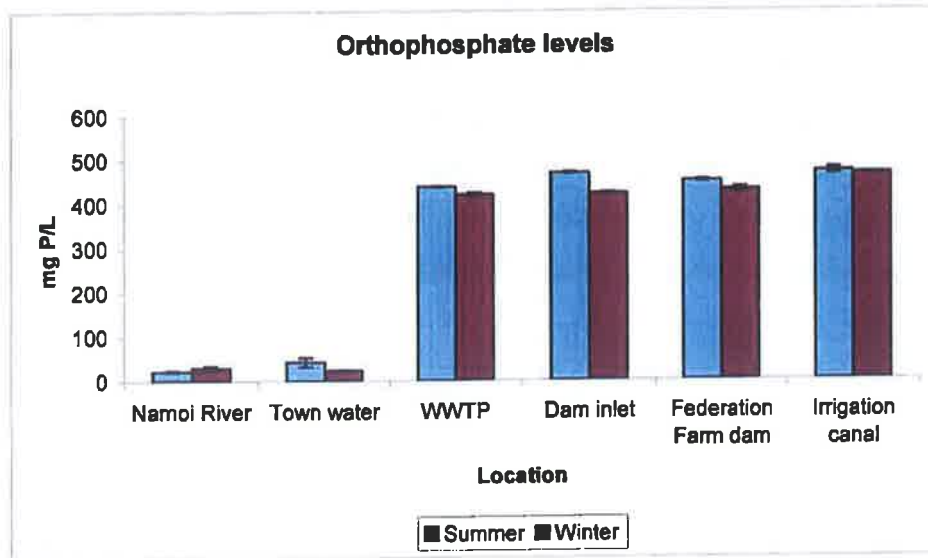 Orthophosphate levels
600
500
400
300
200
100
0
mg P/L
Namoi River Town water WWTP Dam inlet Federation Farm dam Irrigation canal
Location
Summer Winter